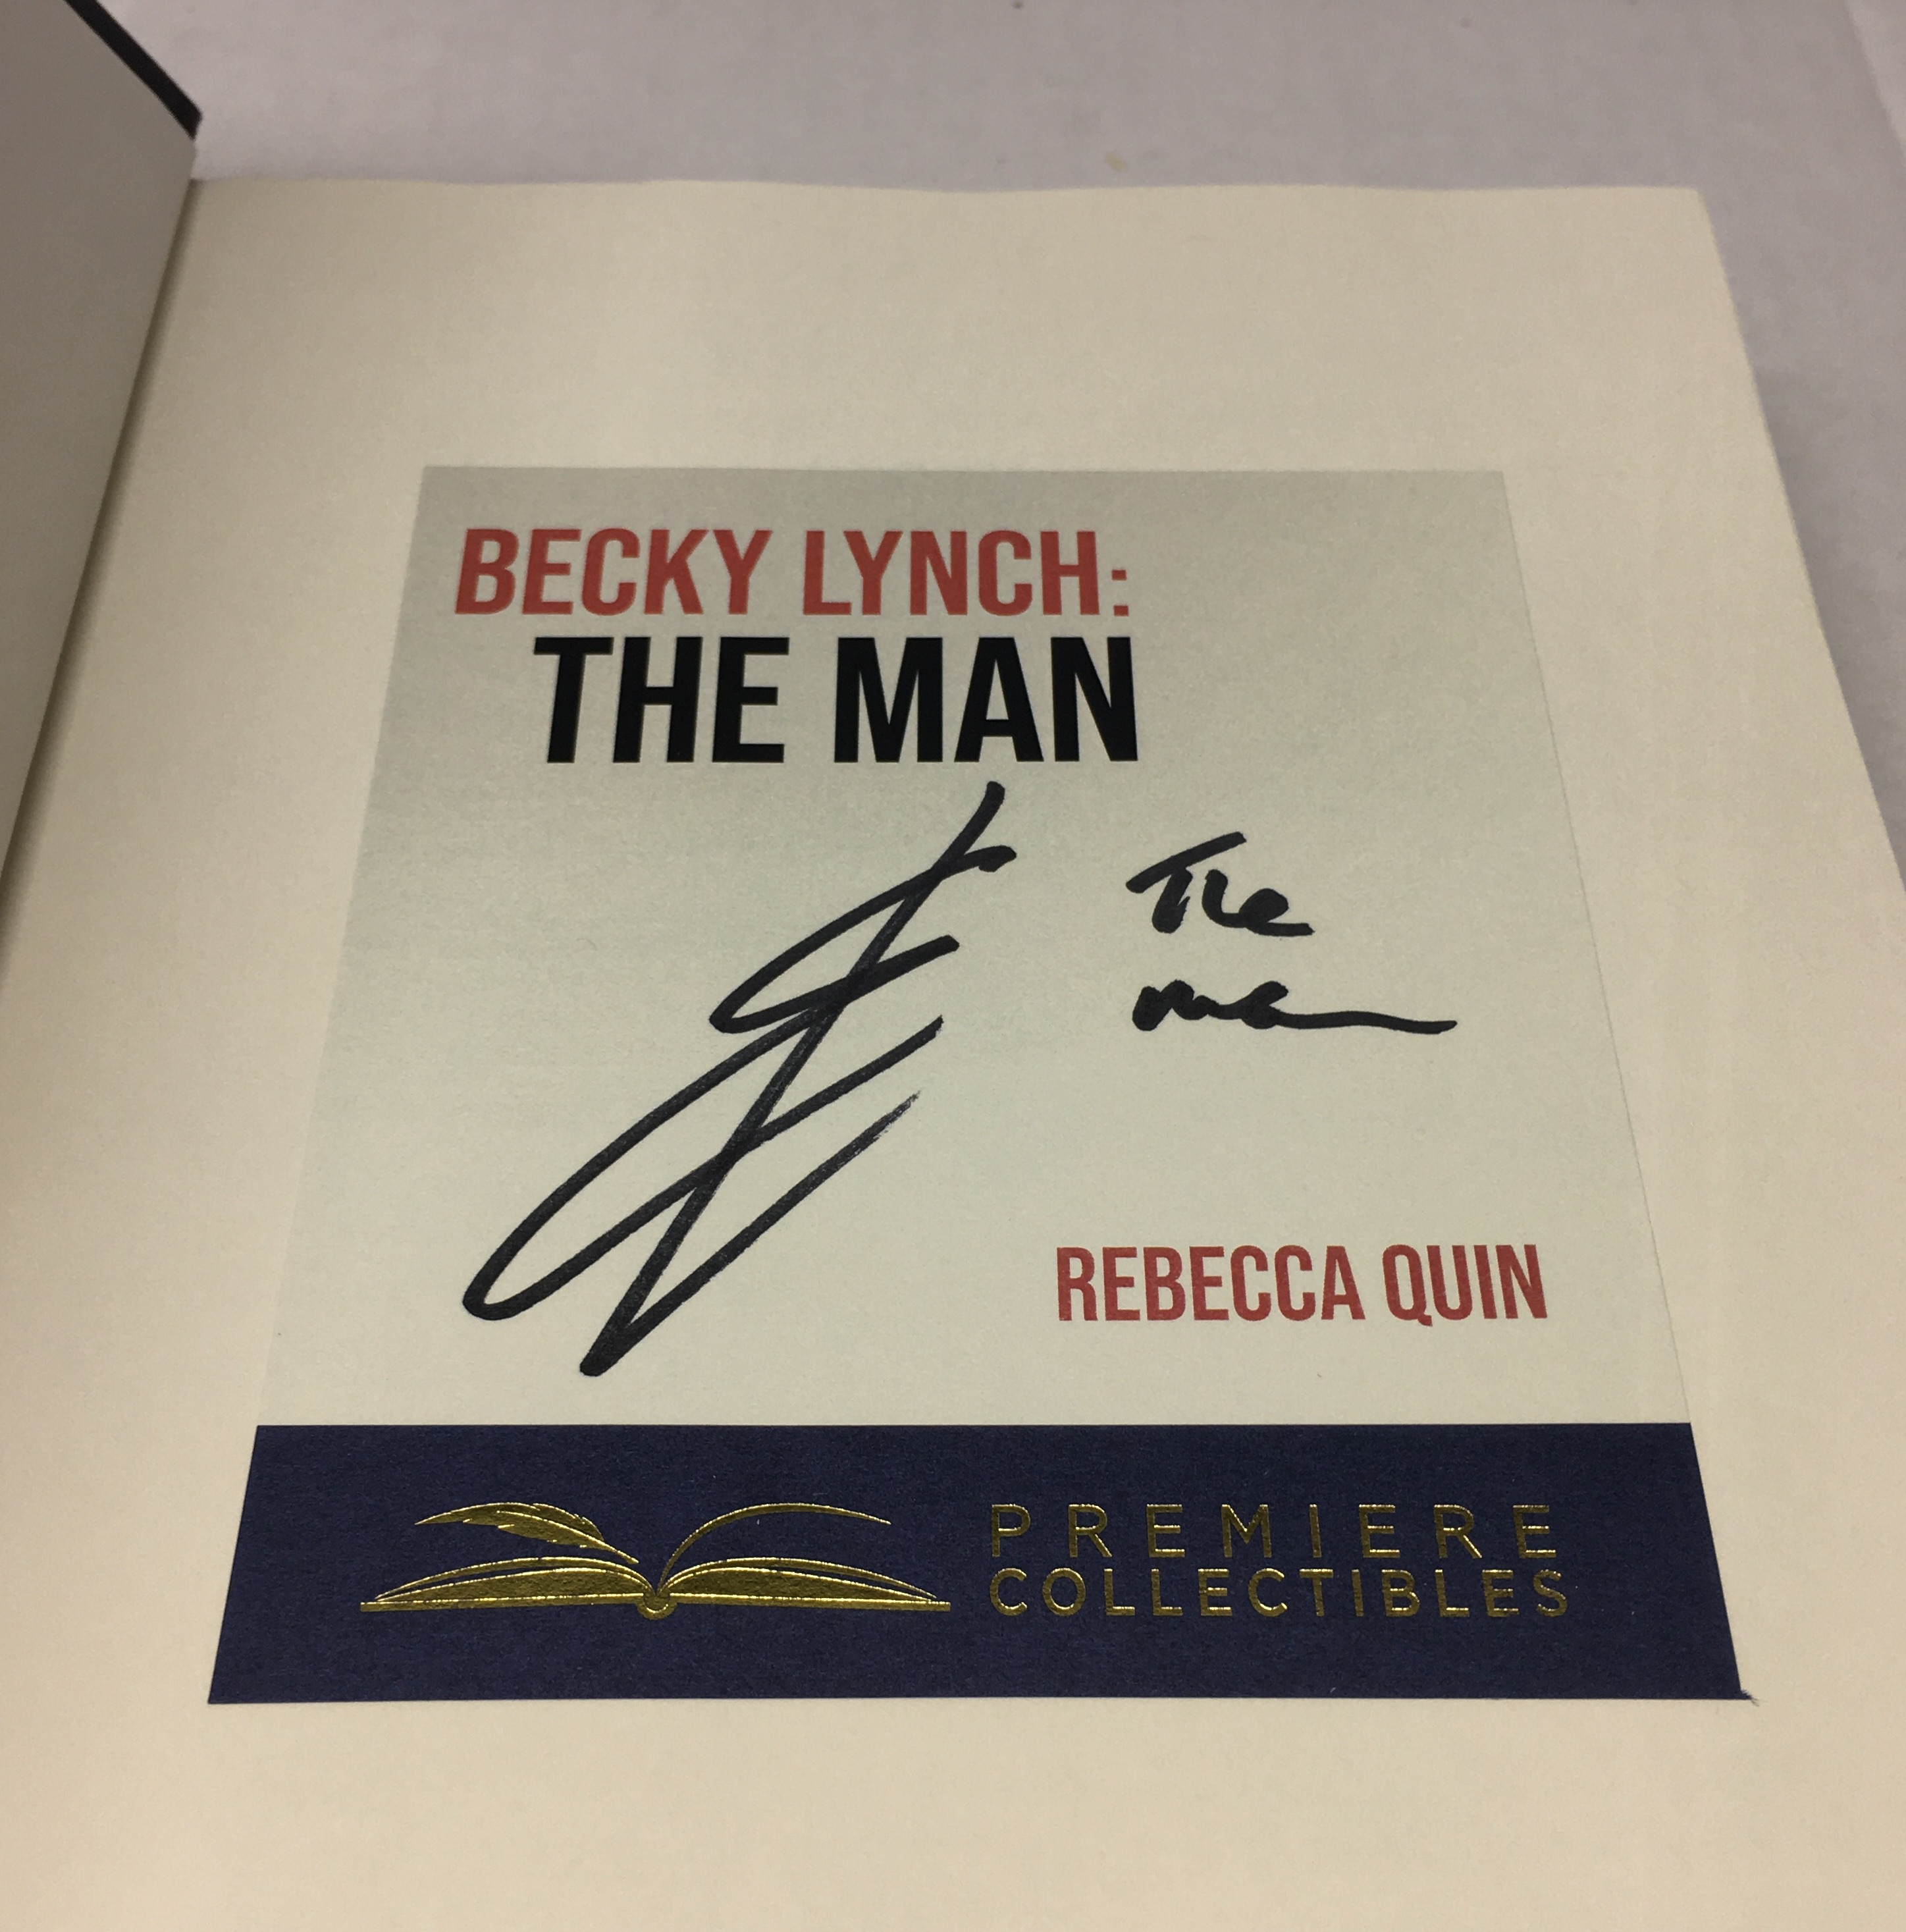 BECKY LYNCH:
THE MAN
The
man
REBECCA QUIN
PREMIERE
COLLECTIBLES